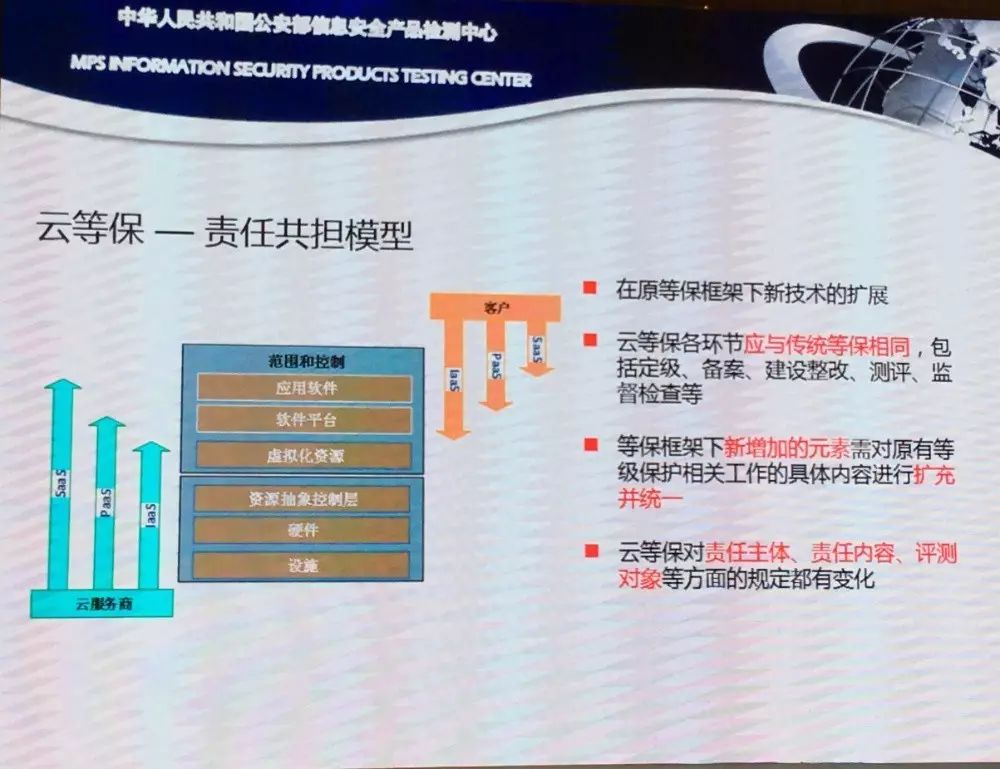 中华人民共和国公安部信息安全产品检测中心
MPS INFORMATION SECURITY PRODUCTS TESTING CENTER
云等保 — 责任共担模型
范围和控制
应用软件
软件平台
虚拟化资源
资源抽象控制层
硬件
设施
SaaS
PaaS
IaaS
云服务商
客户
IaaS
PaaS
SaaS
在原等保框架下新技术的扩展
云等保各环节应与传统等保相同，包
括定级、备案、建设整改、测评、监
督检查等
等保框架下新增加的元素需对原有等
级保护相关工作的具体内容进行扩充
并统一
云等保对责任主体、责任内容、评测
对象等方面的规定都有变化